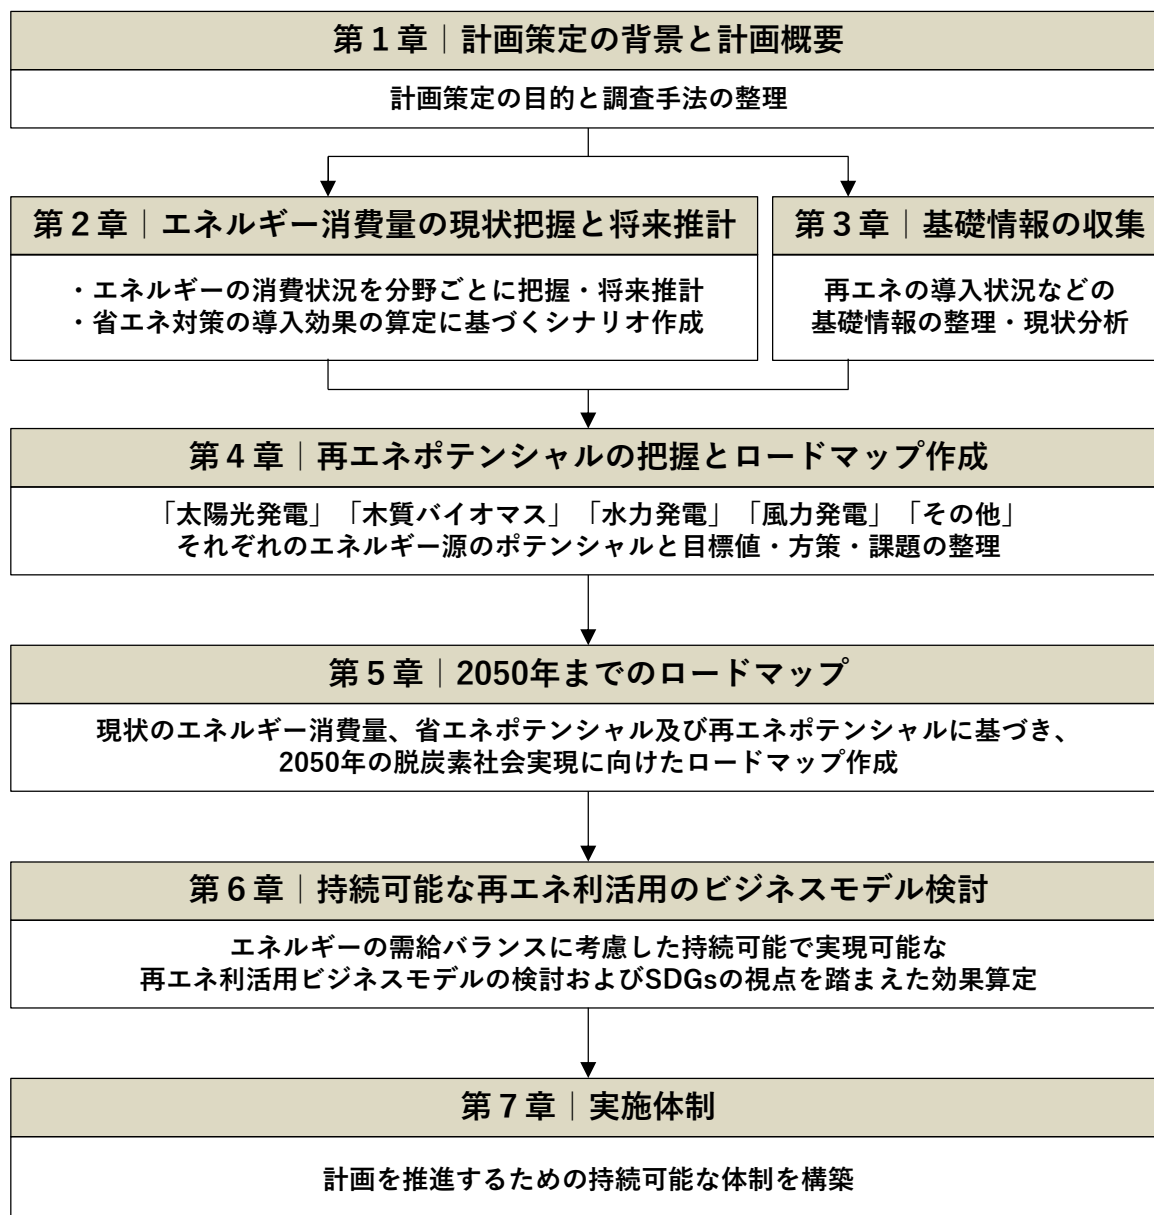 第１章｜計画策定の背景と計画概要
計画策定の目的と調査手法の整理
第２章｜エネルギー消費量の現状把握と将来推計
・エネルギーの消費状況を分野ごとに把握・将来推計
・省エネ対策の導入効果の算定に基づくシナリオ作成
第３章｜基礎情報の収集
再エネの導入状況などの
基礎情報の整理・現状分析
第４章｜再エネポテンシャルの把握とロードマップ作成
「太陽光発電」「木質バイオマス」「水力発電」「風力発電」「その他」
それぞれのエネルギー源のポテンシャルと目標値・方策・課題の整理
第５章｜2050年までのロードマップ
現状のエネルギー消費量、省エネポテンシャル及び再エネポテンシャルに基づき、
2050年の脱炭素社会実現に向けたロードマップ作成
第６章｜持続可能な再エネ利活用のビジネスモデル検討
エネルギーの需給バランスに考慮した持続可能で実現可能な
再エネ利活用ビジネスモデルの検討およびSDGsの視点を踏まえた効果算定
第７章｜実施体制
計画を推進するための持続可能な体制を構築